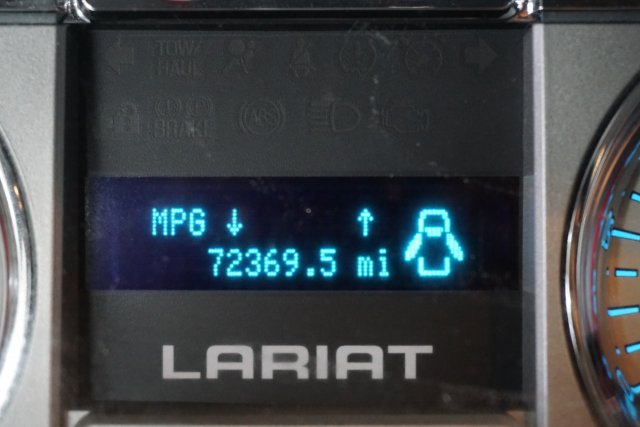 TOW/
HAUL
BRAKE
ABS
MPG ↓ ↑
72369.5 mi
LARIAT